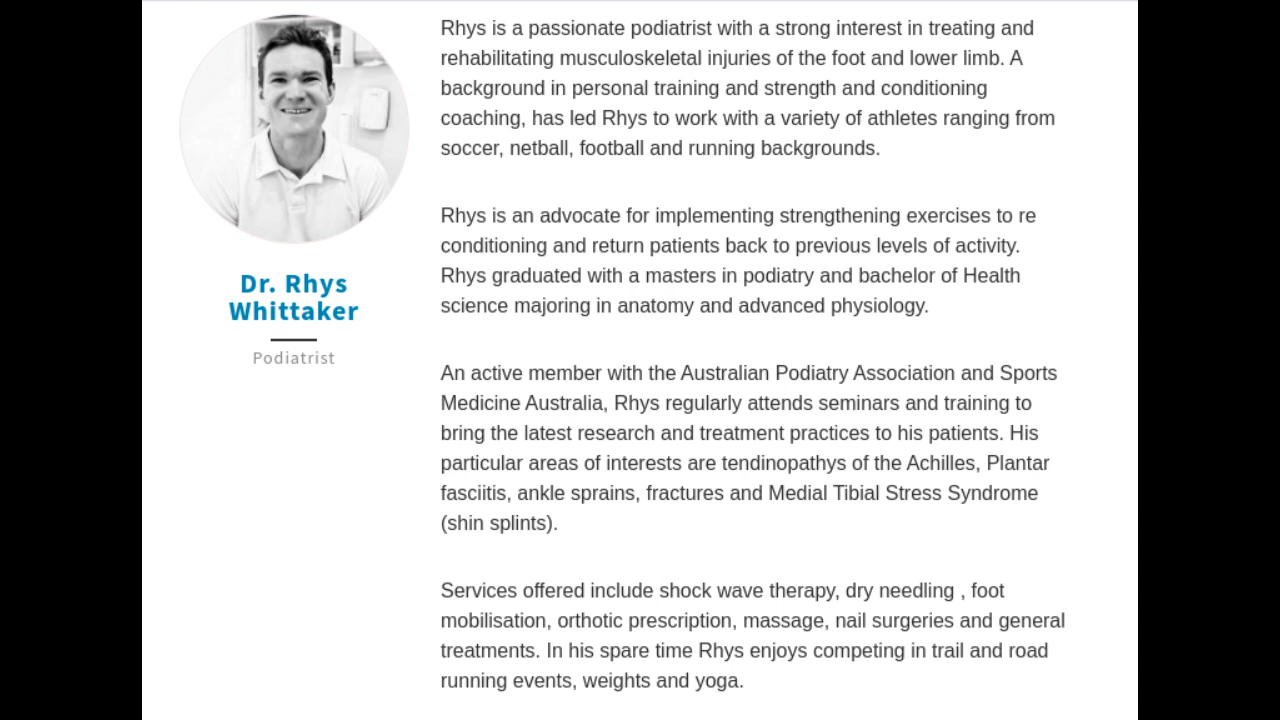 Rhys is a passionate podiatrist with a strong interest in treating and
rehabilitating musculoskeletal injuries of the foot and lower limb. A
background in personal training and strength and conditioning
coaching, has led Rhys to work with a variety of athletes ranging from
soccer, netball, football and running backgrounds.
Rhys is an advocate for implementing strengthening exercises to re
conditioning and return patients back to previous levels of activity.
Rhys graduated with a masters in podiatry and bachelor of Health
science majoring in anatomy and advanced physiology.
An active member with the Australian Podiatry Association and Sports
Medicine Australia, Rhys regularly attends seminars and training to
bring the latest research and treatment practices to his patients. His
particular areas of interests are tendinopathys of the Achilles, Plantar
fasciitis, ankle sprains, fractures and Medial Tibial Stress Syndrome
(shin splints).
Services offered include shock wave therapy, dry needling , foot
mobilisation, orthotic prescription, massage, nail surgeries and general
treatments. In his spare time Rhys enjoys competing in trail and road
running events, weights and yoga.
Dr. Rhys
Whittaker
Podiatrist